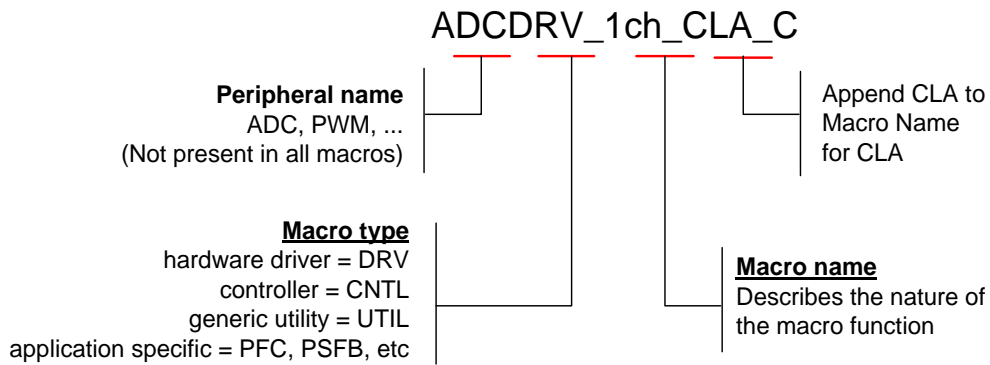 ADCDRV_1ch_CLA_C
Peripheral name
ADC, PWM, ...
(Not present in all macros)
Append CLA to
Macro Name
for CLA
Macro type
hardware driver = DRV
controller = CNTL
generic utility = UTIL
application specific = PFC, PSFB, etc
Macro name
Describes the nature of
the macro function